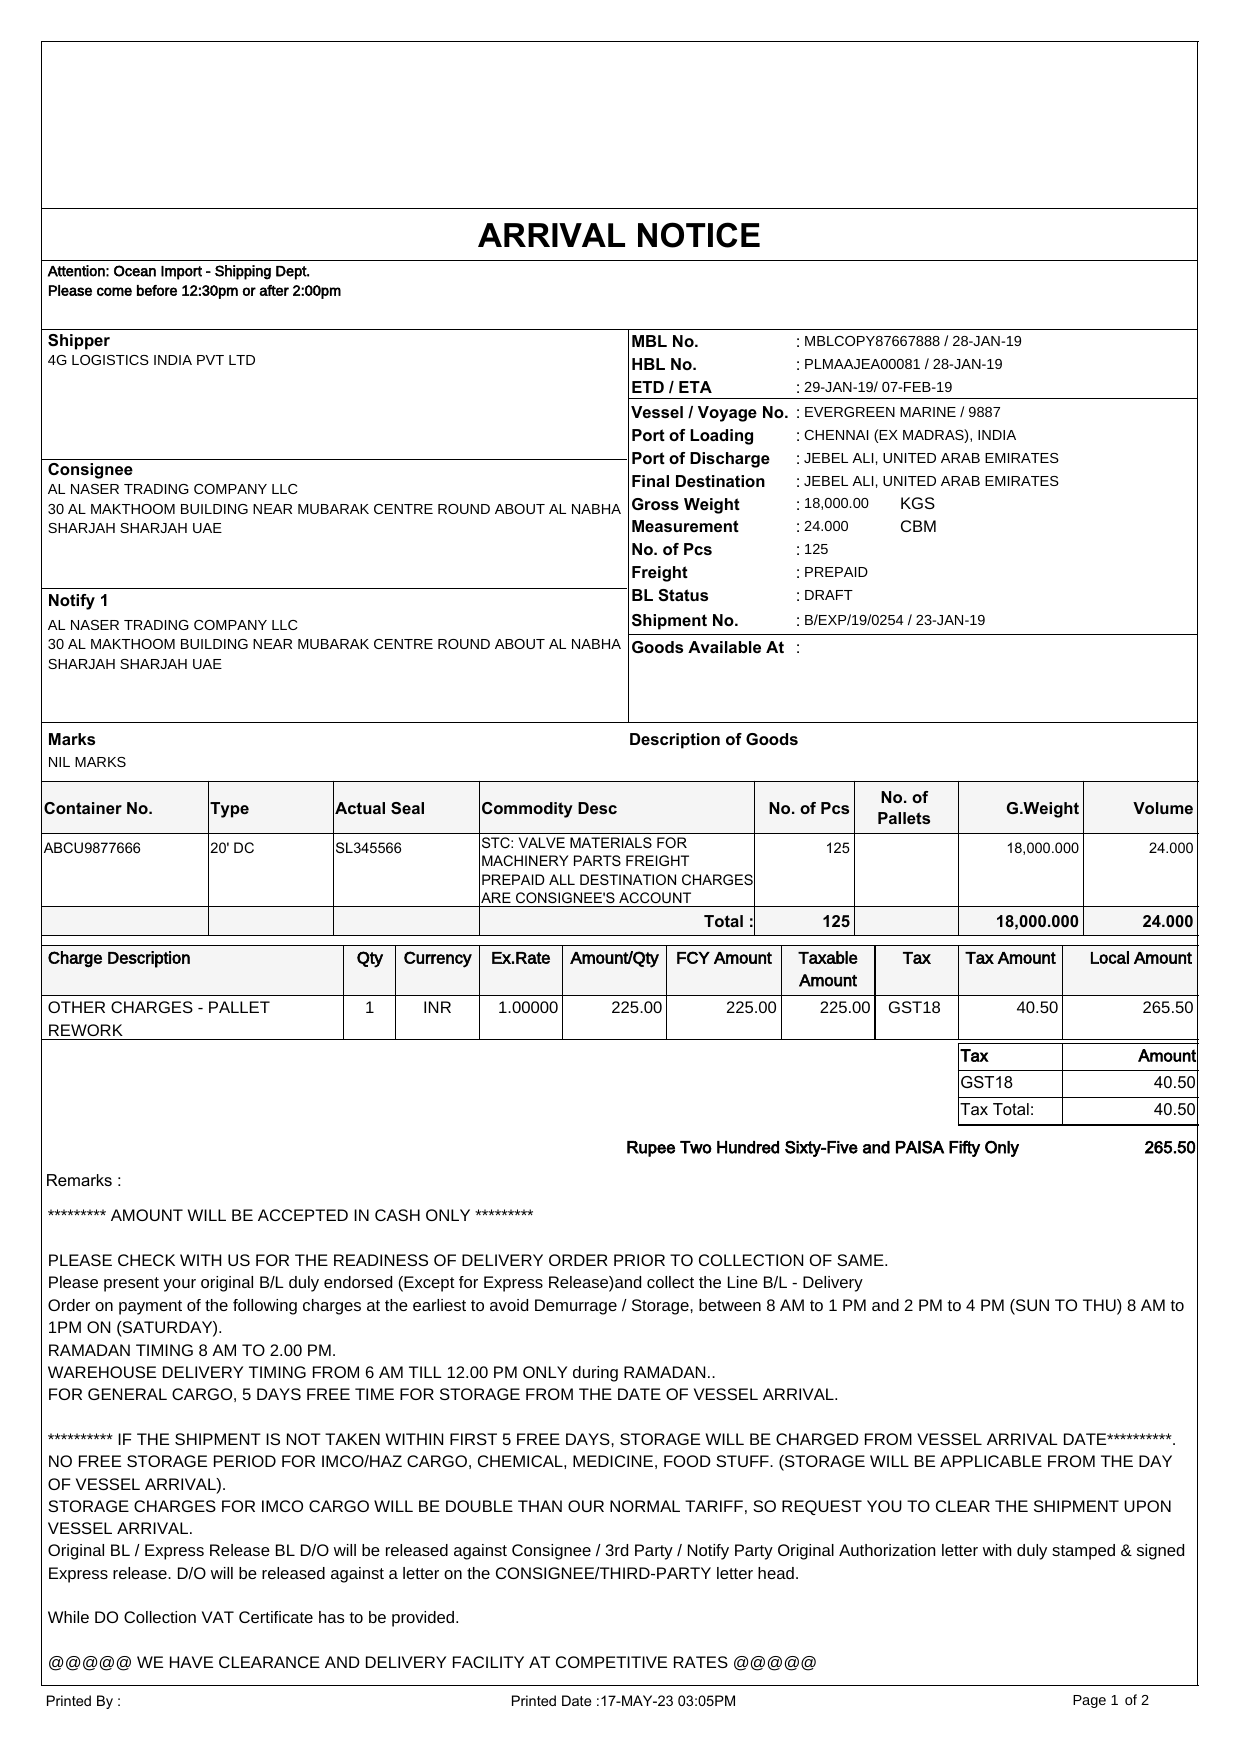 ARRIVAL NOTICE
Attention: Ocean Import - Shipping Dept.
Please come before 12:30pm or after 2:00pm
Shipper
4G LOGISTICS INDIA PVT LTD
Consignee
AL NASER TRADING COMPANY LLC
30 AL MAKTHOOM BUILDING NEAR MUBARAK CENTRE ROUND ABOUT AL NABHA
SHARJAH SHARJAH UAE
Notify 1
AL NASER TRADING COMPANY LLC
30 AL MAKTHOOM BUILDING NEAR MUBARAK CENTRE ROUND ABOUT AL NABHA
SHARJAH SHARJAH UAE
MBL No. : MBLCOPY87667888 / 28-JAN-19
HBL No. : PLMAAJEA00081 / 28-JAN-19
ETD / ETA : 29-JAN-19/ 07-FEB-19
Vessel / Voyage No. : EVERGREEN MARINE / 9887
Port of Loading : CHENNAI (EX MADRAS), INDIA
Port of Discharge : JEBEL ALI, UNITED ARAB EMIRATES
Final Destination : JEBEL ALI, UNITED ARAB EMIRATES
Gross Weight : 18,000.00 KGS
Measurement : 24.000 CBM
No. of Pcs : 125
Freight : PREPAID
BL Status : DRAFT
Shipment No. : B/EXP/19/0254 / 23-JAN-19
Goods Available At :
Marks Description of Goods
NIL MARKS
Container No. Type Actual Seal Commodity Desc No. of Pcs No. of Pallets G.Weight Volume
ABCU9877666 20' DC SL345566 STC: VALVE MATERIALS FOR 125 18,000.000 24.000
MACHINERY PARTS FREIGHT
PREPAID ALL DESTINATION CHARGES
ARE CONSIGNEE'S ACCOUNT
Total : 125 18,000.000 24.000
Charge Description Qty Currency Ex.Rate Amount/Qty FCY Amount Taxable Amount Tax Tax Amount Local Amount
OTHER CHARGES - PALLET 1 INR 1.00000 225.00 225.00 225.00 GST18 40.50 265.50
REWORK
Tax Amount
GST18 40.50
Tax Total: 40.50
Rupee Two Hundred Sixty-Five and PAISA Fifty Only 265.50
Remarks :
********* AMOUNT WILL BE ACCEPTED IN CASH ONLY *********
PLEASE CHECK WITH US FOR THE READINESS OF DELIVERY ORDER PRIOR TO COLLECTION OF SAME.
Please present your original B/L duly endorsed (Except for Express Release)and collect the Line B/L - Delivery
Order on payment of the following charges at the earliest to avoid Demurrage / Storage, between 8 AM to 1 PM and 2 PM to 4 PM (SUN TO THU) 8 AM to
1PM ON (SATURDAY).
RAMADAN TIMING 8 AM TO 2.00 PM.
WAREHOUSE DELIVERY TIMING FROM 6 AM TILL 12.00 PM ONLY during RAMADAN..
FOR GENERAL CARGO, 5 DAYS FREE TIME FOR STORAGE FROM THE DATE OF VESSEL ARRIVAL.
********** IF THE SHIPMENT IS NOT TAKEN WITHIN FIRST 5 FREE DAYS, STORAGE WILL BE CHARGED FROM VESSEL ARRIVAL DATE**********.
NO FREE STORAGE PERIOD FOR IMCO/HAZ CARGO, CHEMICAL, MEDICINE, FOOD STUFF. (STORAGE WILL BE APPLICABLE FROM THE DAY
OF VESSEL ARRIVAL).
STORAGE CHARGES FOR IMCO CARGO WILL BE DOUBLE THAN OUR NORMAL TARIFF, SO REQUEST YOU TO CLEAR THE SHIPMENT UPON
VESSEL ARRIVAL.
Original BL / Express Release BL D/O will be released against Consignee / 3rd Party / Notify Party Original Authorization letter with duly stamped & signed
Express release. D/O will be released against a letter on the CONSIGNEE/THIRD-PARTY letter head.
While DO Collection VAT Certificate has to be provided.
@@@@@ WE HAVE CLEARANCE AND DELIVERY FACILITY AT COMPETITIVE RATES @@@@@
Printed By : Printed Date :17-MAY-23 03:05PM Page 1 of 2